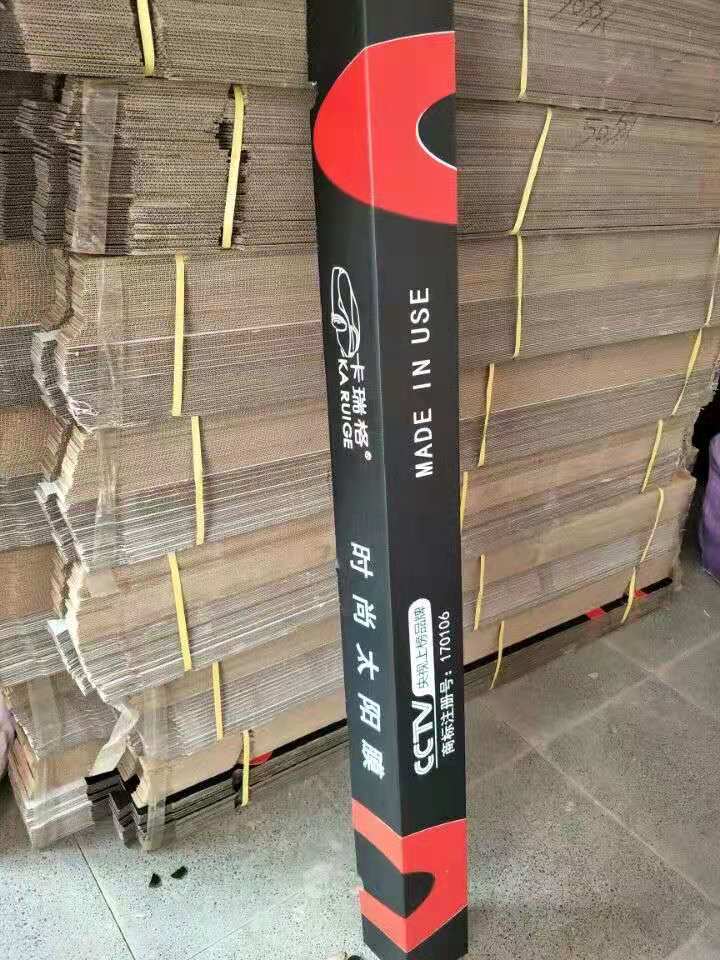 卡瑞格®
KA RUIGE
时尚太阳膜
MADE IN USE
CCTV 央视上榜品牌
商标注册号：170106